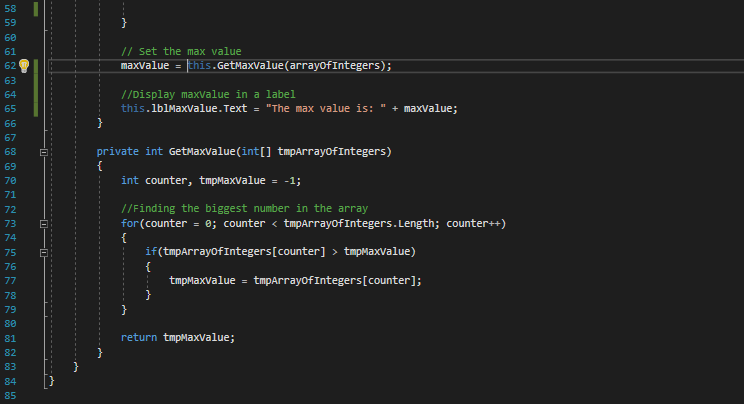 58
59 }
60
61 // Set the max value
62 maxValue = this.GetMaxValue(arrayOfIntegers);
63
64 //Display maxValue in a label
65 this.lblMaxValue.Text = "The max value is: " + maxValue;
66 }
67
68 private int GetMaxValue(int[] tmpArrayOfIntegers)
69 {
70 int counter, tmpMaxValue = -1;
71
72 //Finding the biggest number in the array
73 for(counter = 0; counter < tmpArrayOfIntegers.Length; counter++)
74 {
75 if(tmpArrayOfIntegers[counter] > tmpMaxValue)
76 {
77 tmpMaxValue = tmpArrayOfIntegers[counter];
78 }
79 }
80
81 return tmpMaxValue;
82 }
83 }
84 }
85